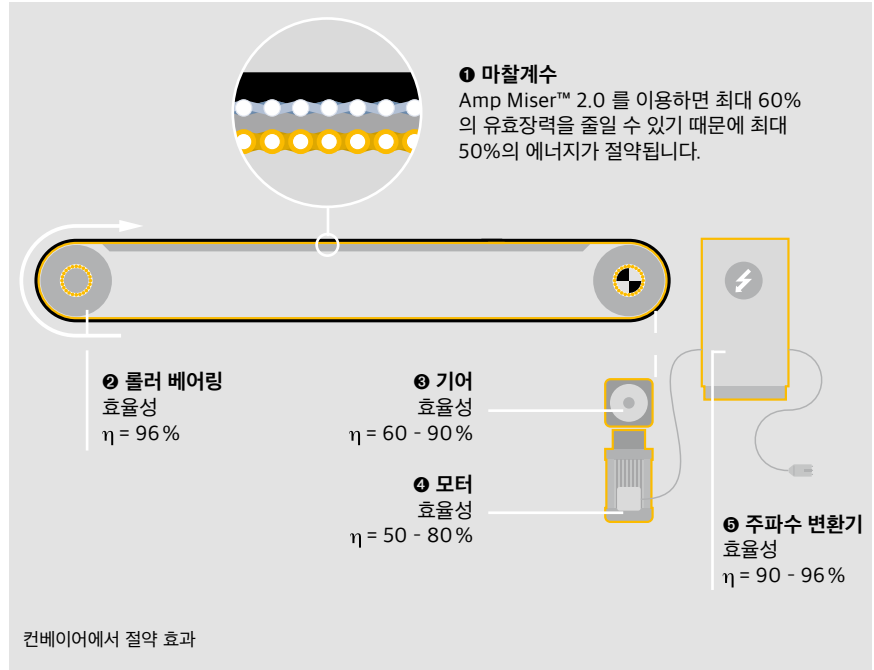 ❶ 마찰계수
Amp Miser™ 2.0 를 이용하면 최대 60%
의 유효장력을 줄일 수 있기 때문에 최대
50%의 에너지가 절약됩니다.
❷ 롤러 베어링
효율성
η = 96 %
❸ 기어
효율성
η = 60 - 90 %
❹ 모터
효율성
η = 50 - 80 %
❺ 주파수 변환기
효율성
η = 90 - 96 %
컨베이어에서 절약 효과